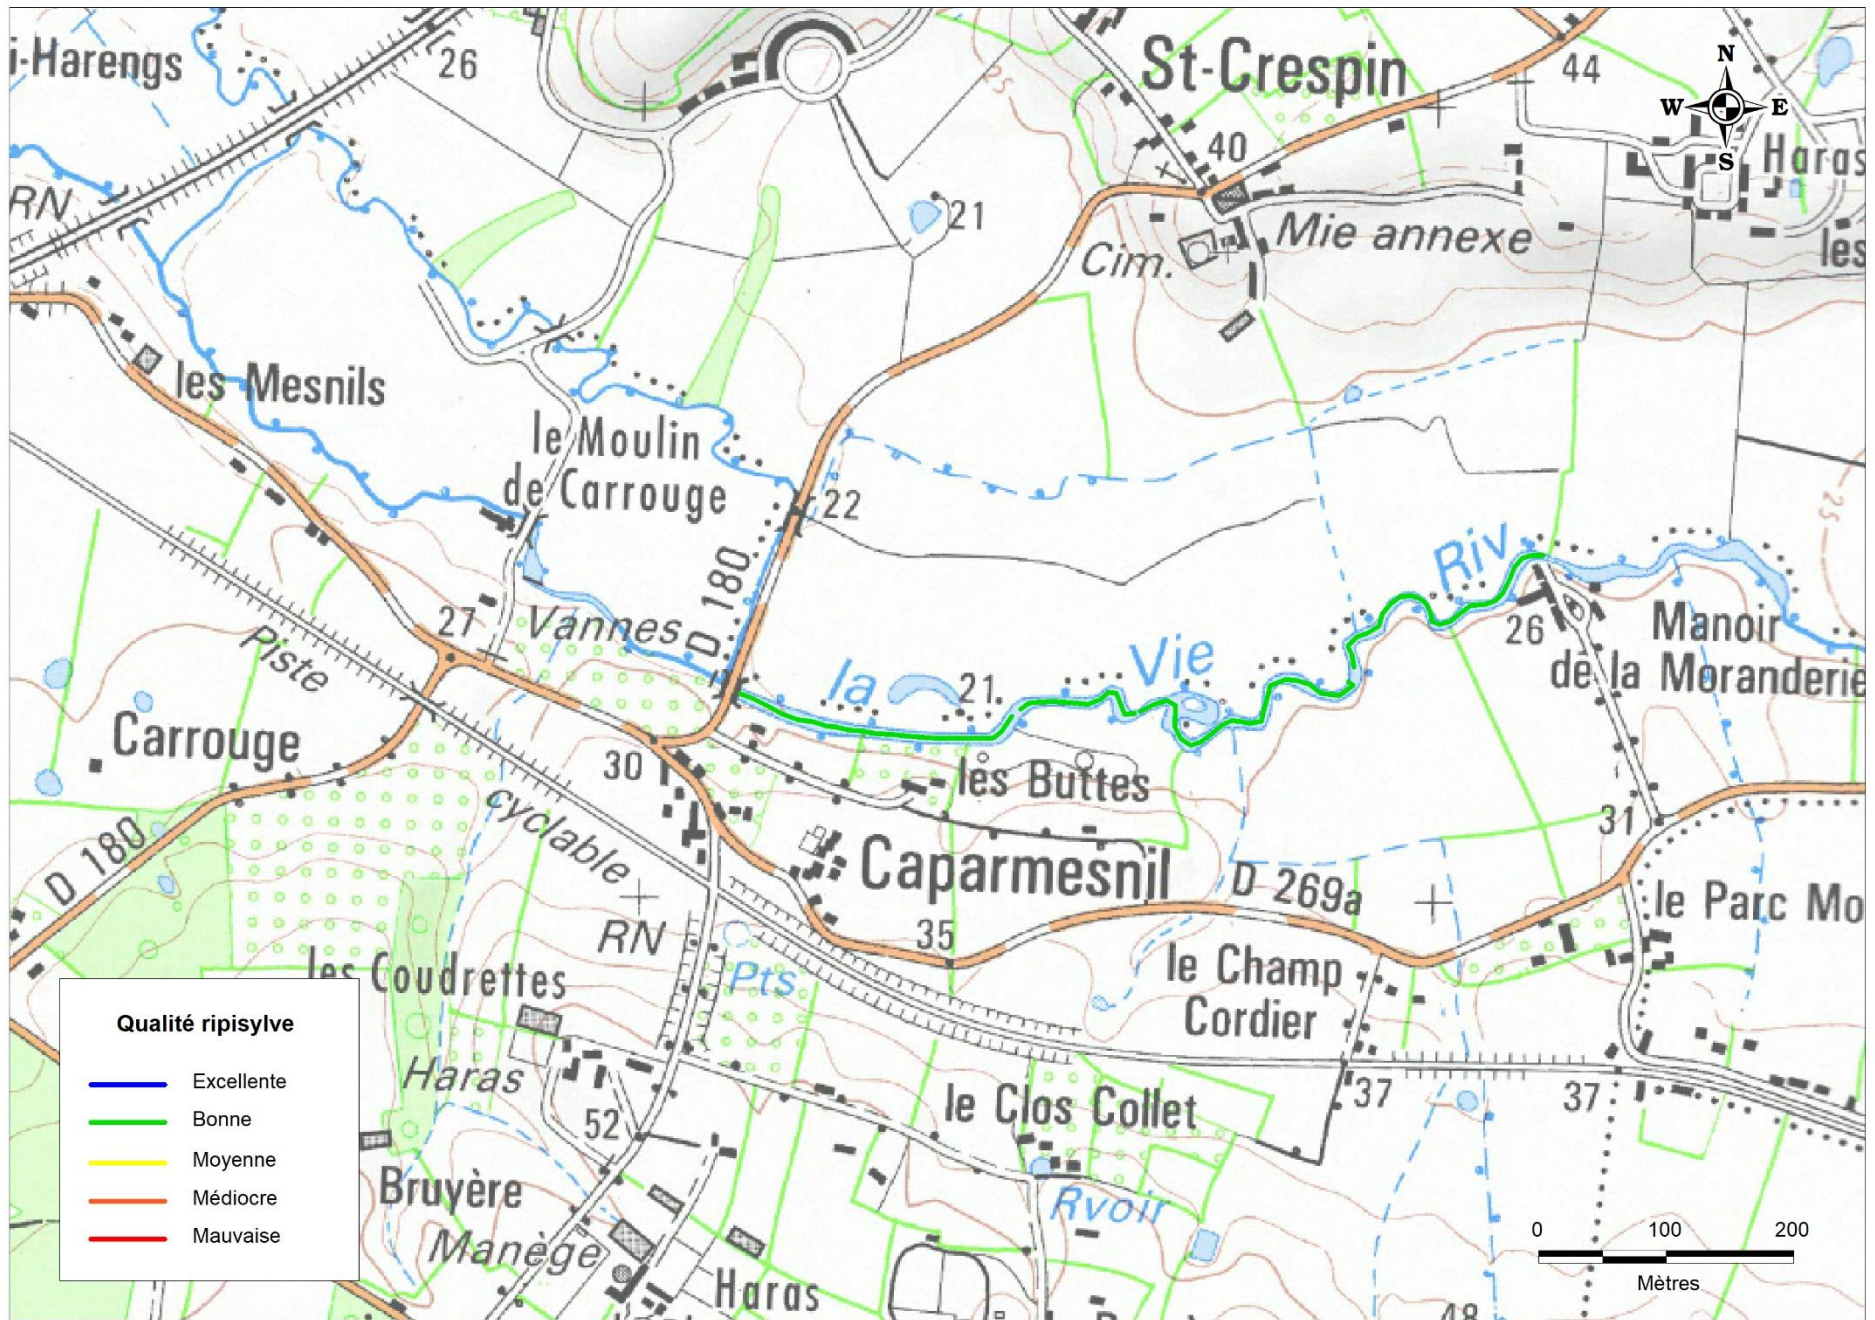 i-Harengs
26
St-Crespin
44
N
W E
S
40
Haras
RN
21
Mie annexe
Cim.
les
les Mesnils
le Moulin
de Carrouge
22
25
25
D 180
Riv
27
Vannes
26
Manoir
de la Moranderie
Piste
la
Vie
21
Carrouge
30
les Buttes
31
cyclable
D 180
Caparmesnil
D 269a
le Parc Mo
RN
35
les Coudrettes
Pts
le Champ
Cordier
Qualité ripisylve
Excellente
Bonne
Moyenne
Médiocre
Mauvaise
Haras
52
le Clos Collet
37
37
Bruyère
Rvoir
Manège
Haras
0 100 200
Mètres
48